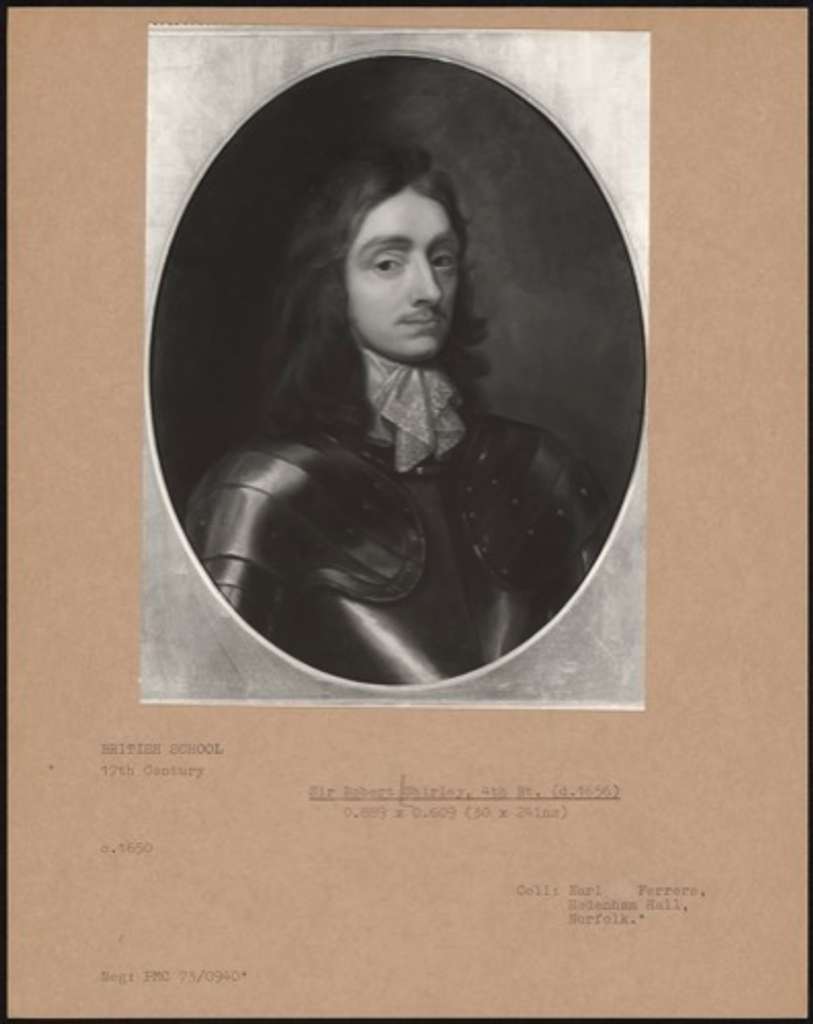 BRITISH SCHOOL
17th Century
Sir Robert Shirley, 4th Bt. (d.1656)
0.889 x 0.609 (30 x 24ins)
c.1650
Coll: Earl Ferrers,
Hedenham Hall,
Norfolk.
Neg: PMC 73/0940